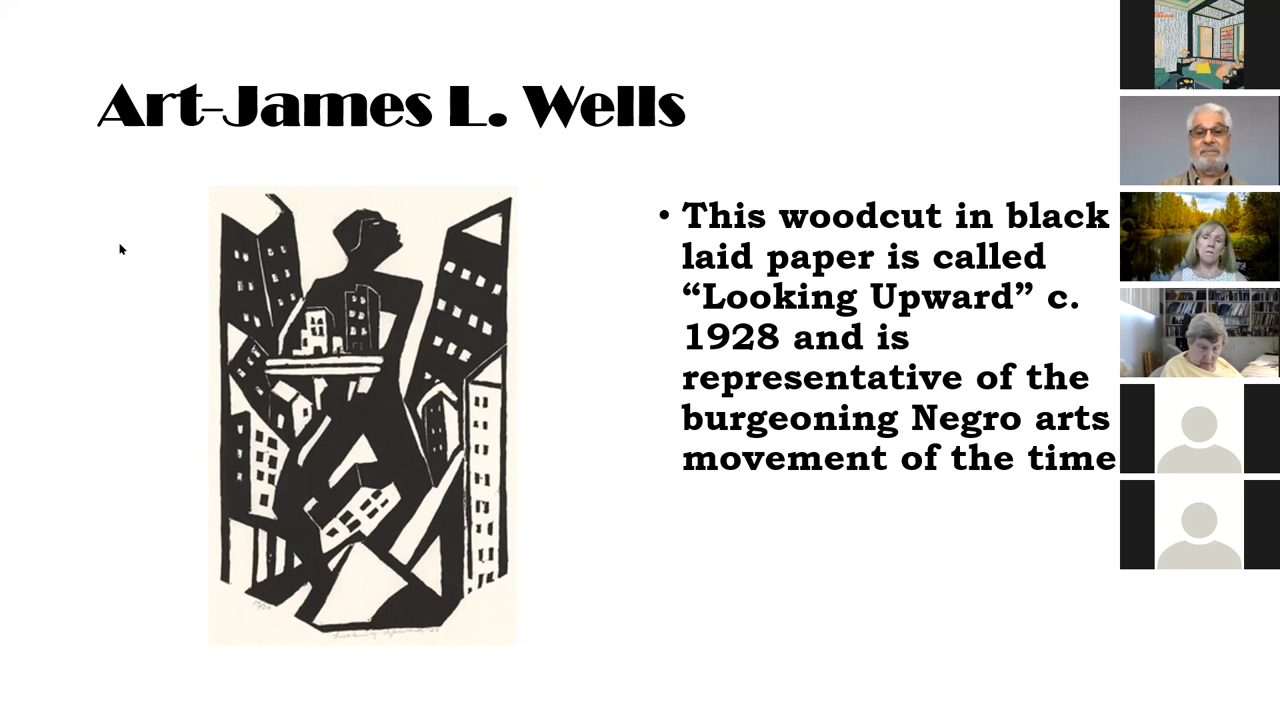 Art-James L. Wells
• This woodcut in black
laid paper is called
“Looking Upward” c.
1928 and is
representative of the
burgeoning Negro arts
movement of the time